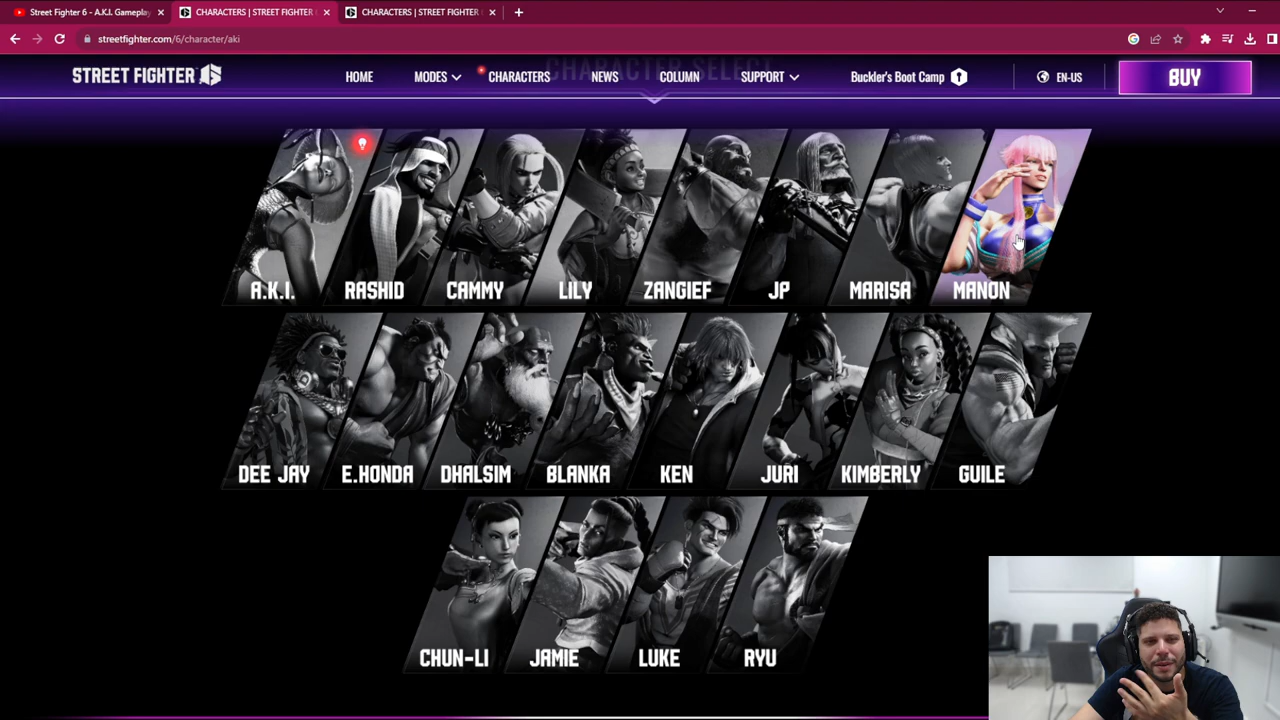 Street Fighter 6 - A.K.I. Gameplay
CHARACTERS | STREET FIGHTER
CHARACTERS | STREET FIGHTER
streetfighter.com/6/character/aki
CHARACTER SELECT
STREET FIGHTER 6
HOME
MODES
CHARACTERS
NEWS
COLUMN
SUPPORT
Buckler's Boot Camp
EN-US
BUY
A.K.I.
RASHID
CAMMY
LILY
ZANGIEF
JP
MARISA
MANON
DEE JAY
E.HONDA
DHALSIM
BLANKA
KEN
JURI
KIMBERLY
GUILE
CHUN-LI
JAMIE
LUKE
RYU